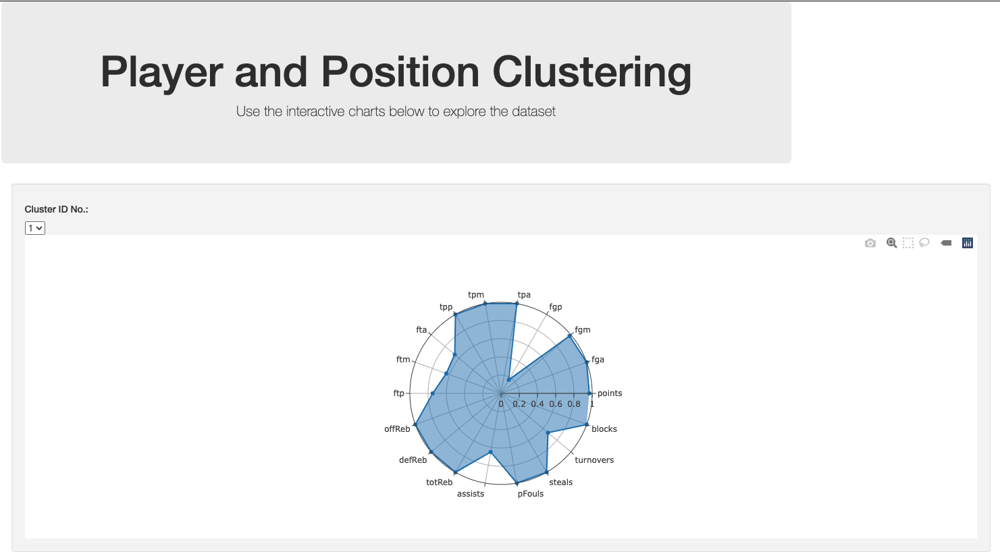 Player and Position Clustering
Use the interactive charts below to explore the dataset
Cluster ID No.:
1
tpm
tpa
tpp
fgp
fta
fgm
ftm
fga
ftp
points
0 0.2 0.4 0.6 0.8 1
offReb
blocks
defReb
turnovers
totReb
steals
assists
pFouls